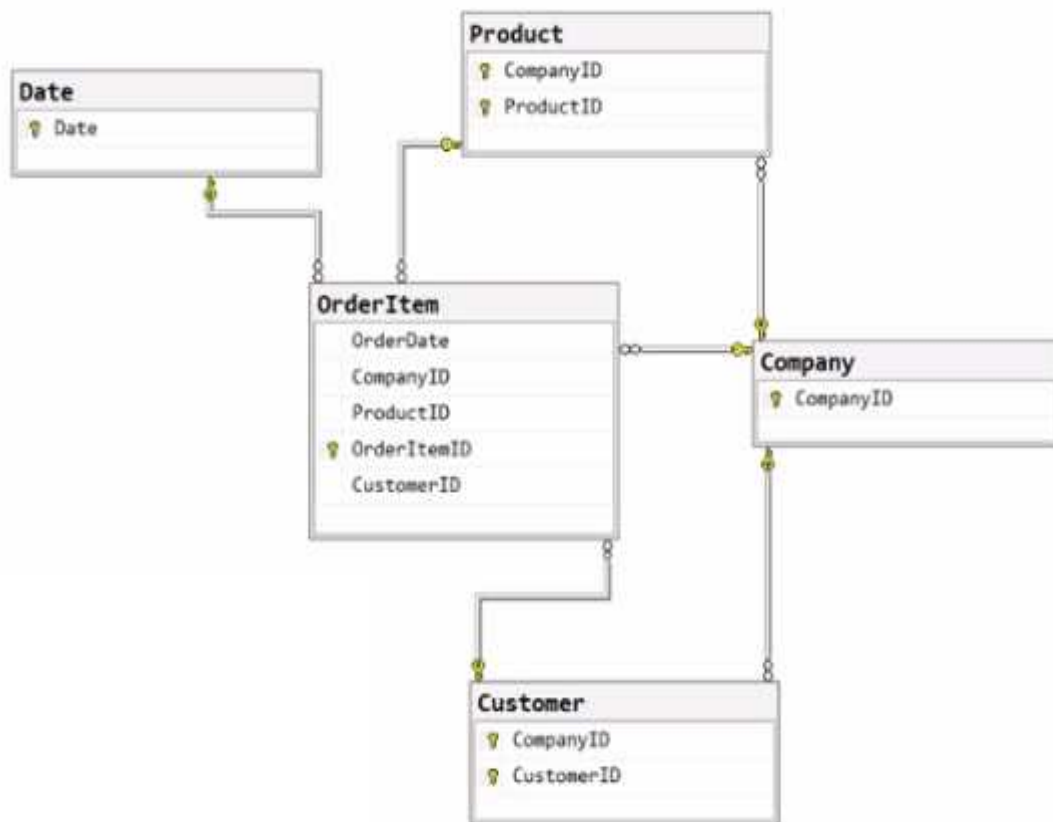 Product
CompanyID
ProductID
Date
Date
OrderItem
OrderDate
CompanyID
ProductID
OrderItemID
CustomerID
Company
CompanyID
Customer
CompanyID
CustomerID